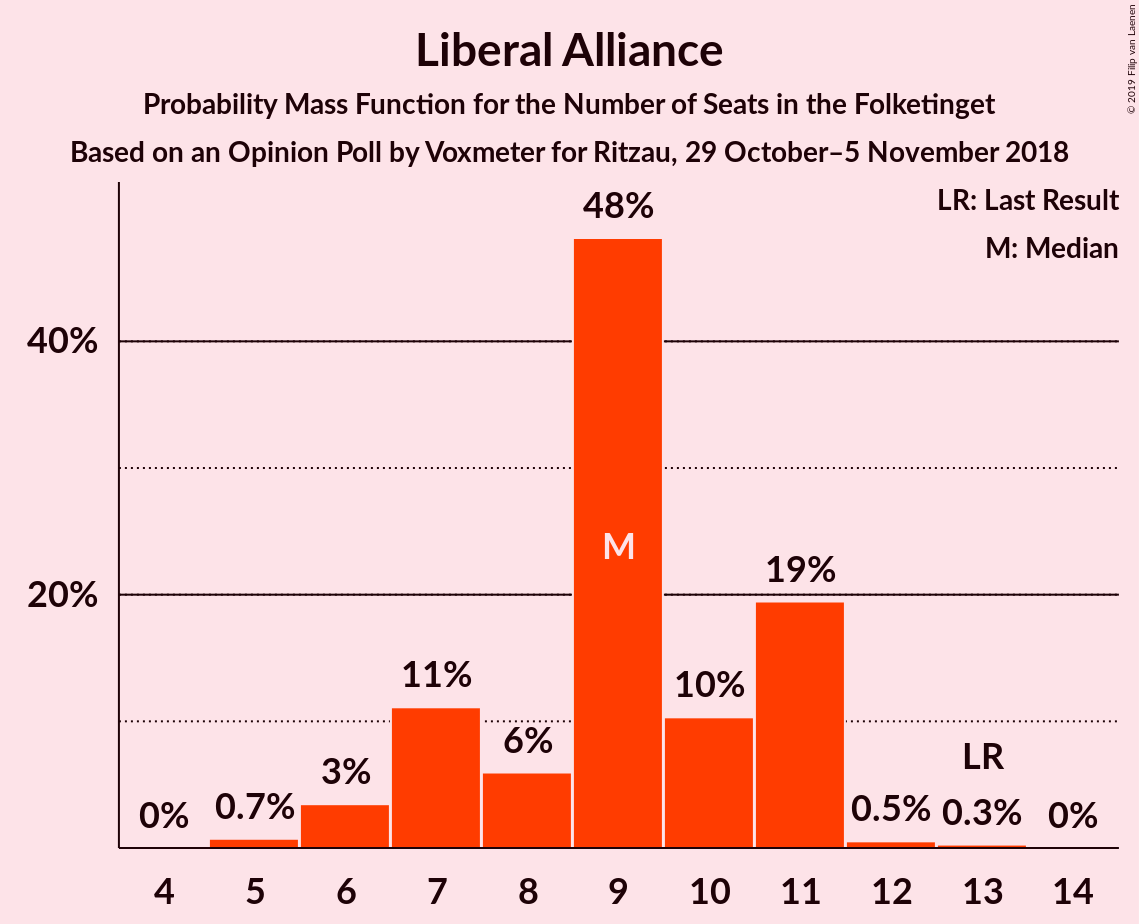 Liberal Alliance
Probability Mass Function for the Number of Seats in the Folketinget
Based on an Opinion Poll by Voxmeter for Ritzau, 29 October–5 November 2018
© 2019 Filip van Laenen
LR: Last Result
M: Median
48%
40%
M
19%
20%
11%
10%
6%
LR
3%
0%
0.7%
0.5%
0.3%
0%
4 5 6 7 8 9 10 11 12 13 14